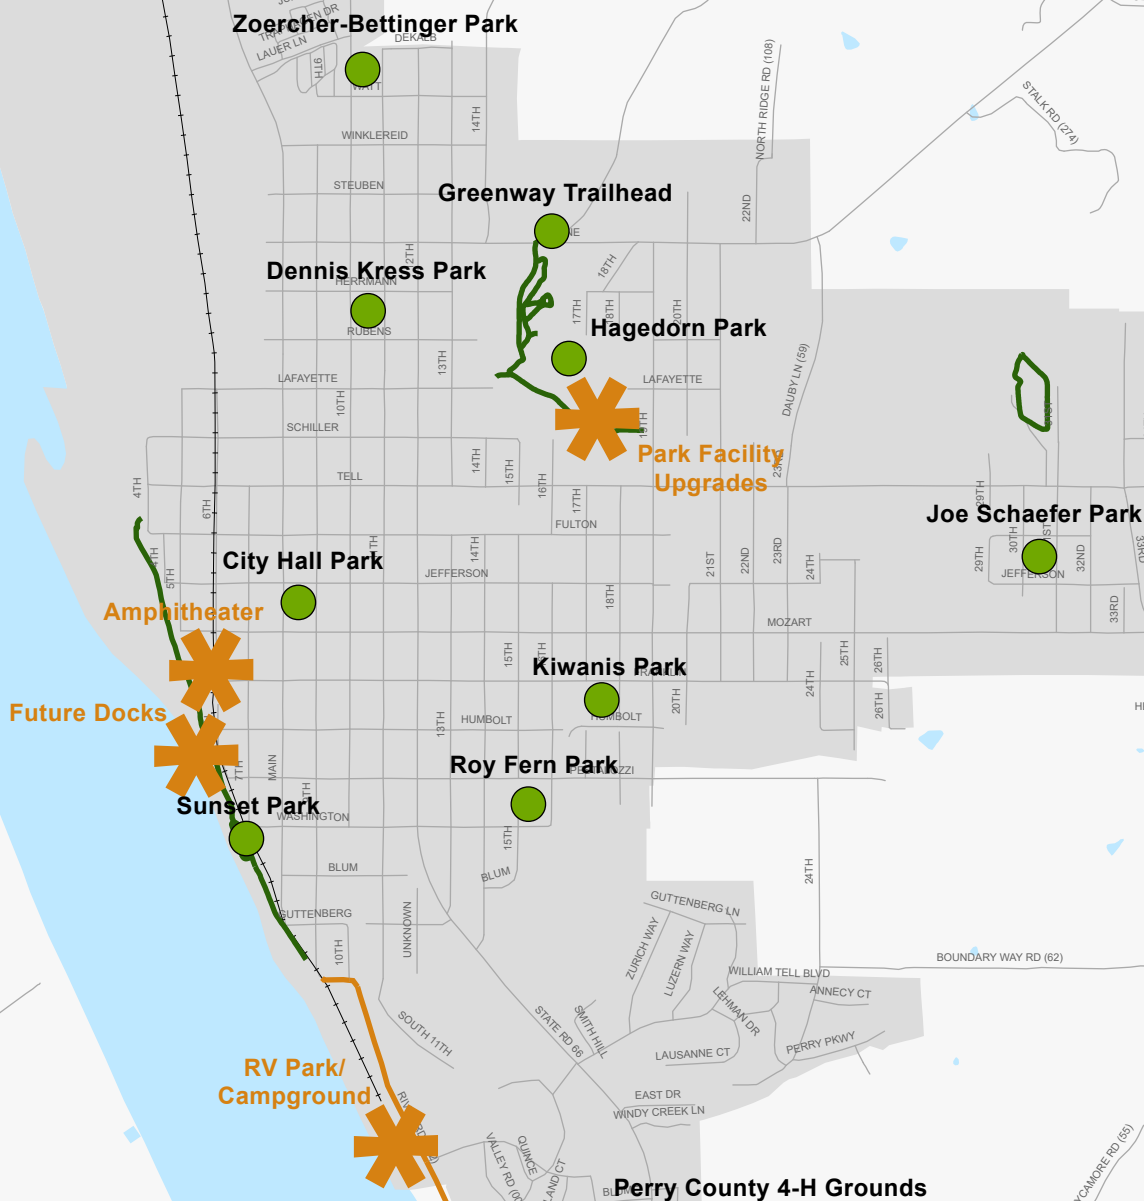 Zoercher-Bettinger Park
LAUER LN
9TH
DEKALB
WATT
14TH
WINKLEREID
STEUBEN
NORTH RIDGE RD (108)
STALK RD (274)
22ND
Greenway Trailhead
Dennis Kress Park
HERRMANN
RUBENS
18TH
17TH
18TH
20TH
Hagedorn Park
13TH
LAFAYETTE
LAFAYETTE
10TH
DAUBY LN (59)
SCHILLER
19TH
Park Facility
Upgrades
TELL
14TH
15TH
16TH
17TH
23RD
4TH
6TH
29TH
Joe Schaefer Park
FULTON
City Hall Park
14TH
JEFFERSON
4TH
5TH
21ST
22ND
23RD
24TH
29TH
30TH
32ND
33RD
JEFFERSON
33RD
Amphitheater
18TH
MOZART
15TH
Kiwanis Park
25TH
26TH
24TH
26TH
20TH
Future Docks
13TH
HUMBOLT
HUMBOLT
7TH
MAIN
Roy Fern Park
PESTALOZZI
Sunset Park
WASHINGTON
15TH
BLUM
BLUM
24TH
GUTTENBERG
10TH
UNKNOWN
GUTTENBERG LN
ZURICH WAY
LUZERN WAY
BOUNDARY WAY RD (62)
WILLIAM TELL BLVD
ANNECY CT
LEHMAN DR
SOUTH 11TH
STATE RD 66
SMITH HILL
LAUSANNE CT
PERRY PKWY
RV Park/
Campground
EAST DR
WINDY CREEK LN
QUINCE
Perry County 4-H Grounds